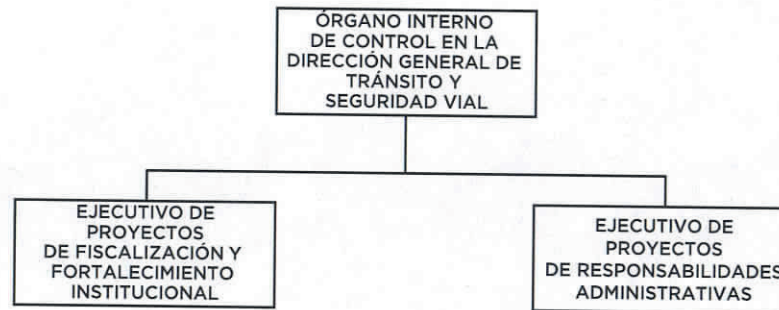 ÓRGANO INTERNO
DE CONTROL EN LA
DIRECCIÓN GENERAL DE
TRÁNSITO Y
SEGURIDAD VIAL
EJECUTIVO DE
PROYECTOS
DE FISCALIZACIÓN Y
FORTALECIMIENTO
INSTITUCIONAL
EJECUTIVO DE
PROYECTOS
DE RESPONSABILIDADES
ADMINISTRATIVAS